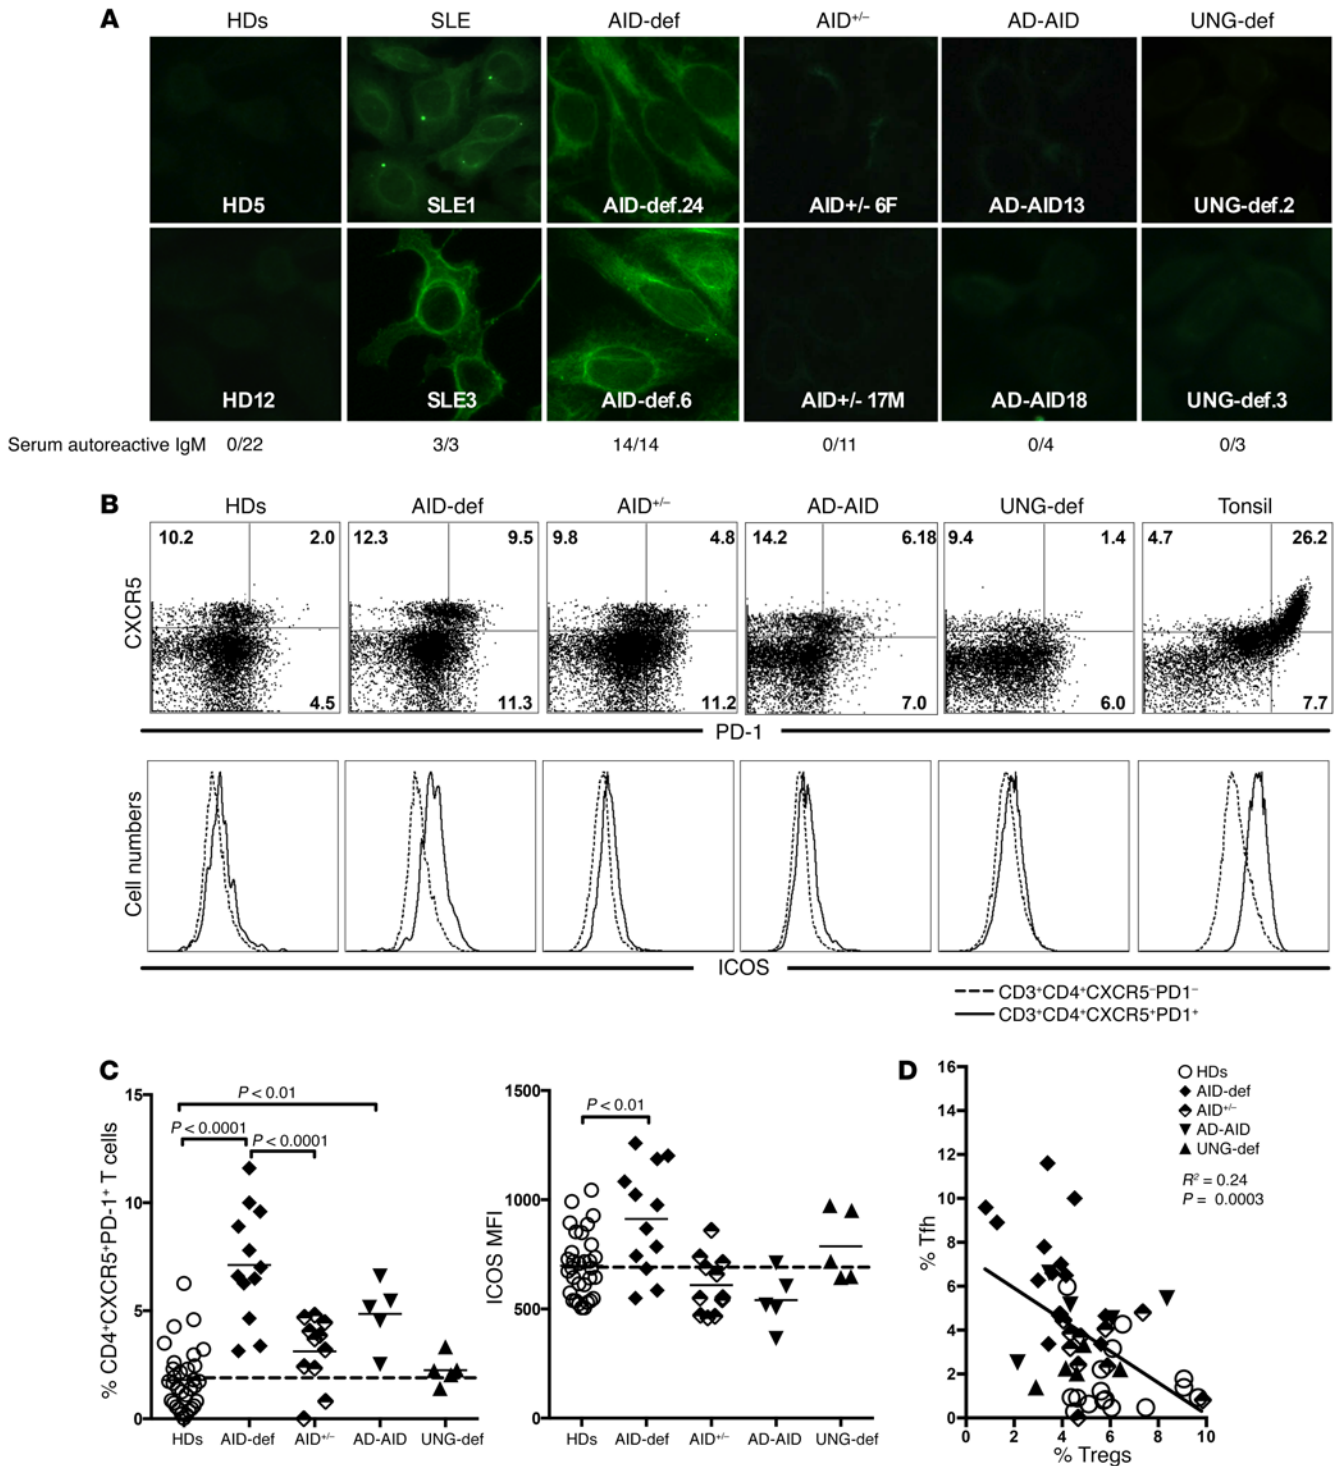 A
HDs SLE AID-def AID+/– AD-AID UNG-def
HD5 SLE1 AID-def.24 AID+/- 6F AD-AID13 UNG-def.2
HD12 SLE3 AID-def.6 AID+/- 17M AD-AID18 UNG-def.3
Serum autoreactive IgM 0/22 3/3 14/14 0/11 0/4 0/3
B
HDs AID-def AID+/– AD-AID UNG-def Tonsil
10.2 2.0 12.3 9.5 9.8 4.8 14.2 6.18 9.4 1.4 4.7 26.2
CXCR5
4.5 11.3 11.2 7.0 6.0 7.7
PD-1
Cell numbers
ICOS
CD3+CD4+CXCR5–PD1–
CD3+CD4+CXCR5+PD1+
C
% CD4+CXCR5+PD-1+ T cells
15
10
5
0
P < 0.01
P < 0.0001
P < 0.0001
HDs AID-def AID+/– AD-AID UNG-def
ICOS MFI
1500
1000
500
0
P < 0.01
HDs AID-def AID+/– AD-AID UNG-def
D
% Tfh
16
14
12
10
8
6
4
2
0
HDs
AID-def
AID+/–
AD-AID
UNG-def
R2 = 0.24
P = 0.0003
0 2 4 6 8 10
% Tregs